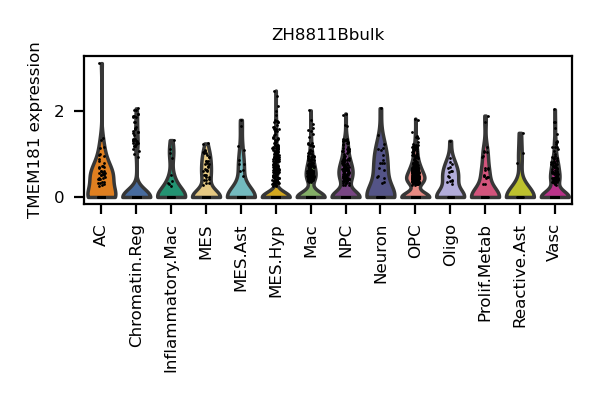 ZH8811Bbulk
TMEM181 expression
2
0
AC
Chromatin.Reg
Inflammatory.Mac
MES
MES.Ast
MES.Hyp
Mac
NPC
Neuron
OPC
Oligo
Prolif.Metab
Reactive.Ast
Vasc